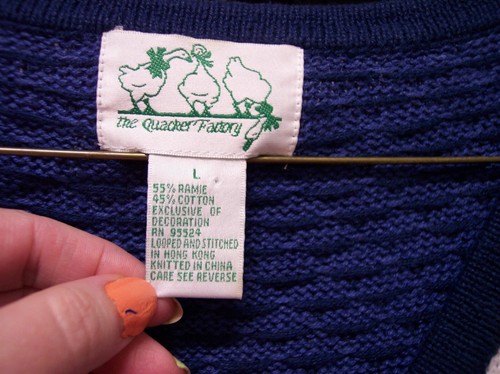 the Quacker Factory
L
55% RAMIE
45% COTTON
EXCLUSIVE OF
DECORATION
RN 95524
LOOPED AND STITCHED
IN HONG KONG
KNITTED IN CHINA
CARE SEE REVERSE